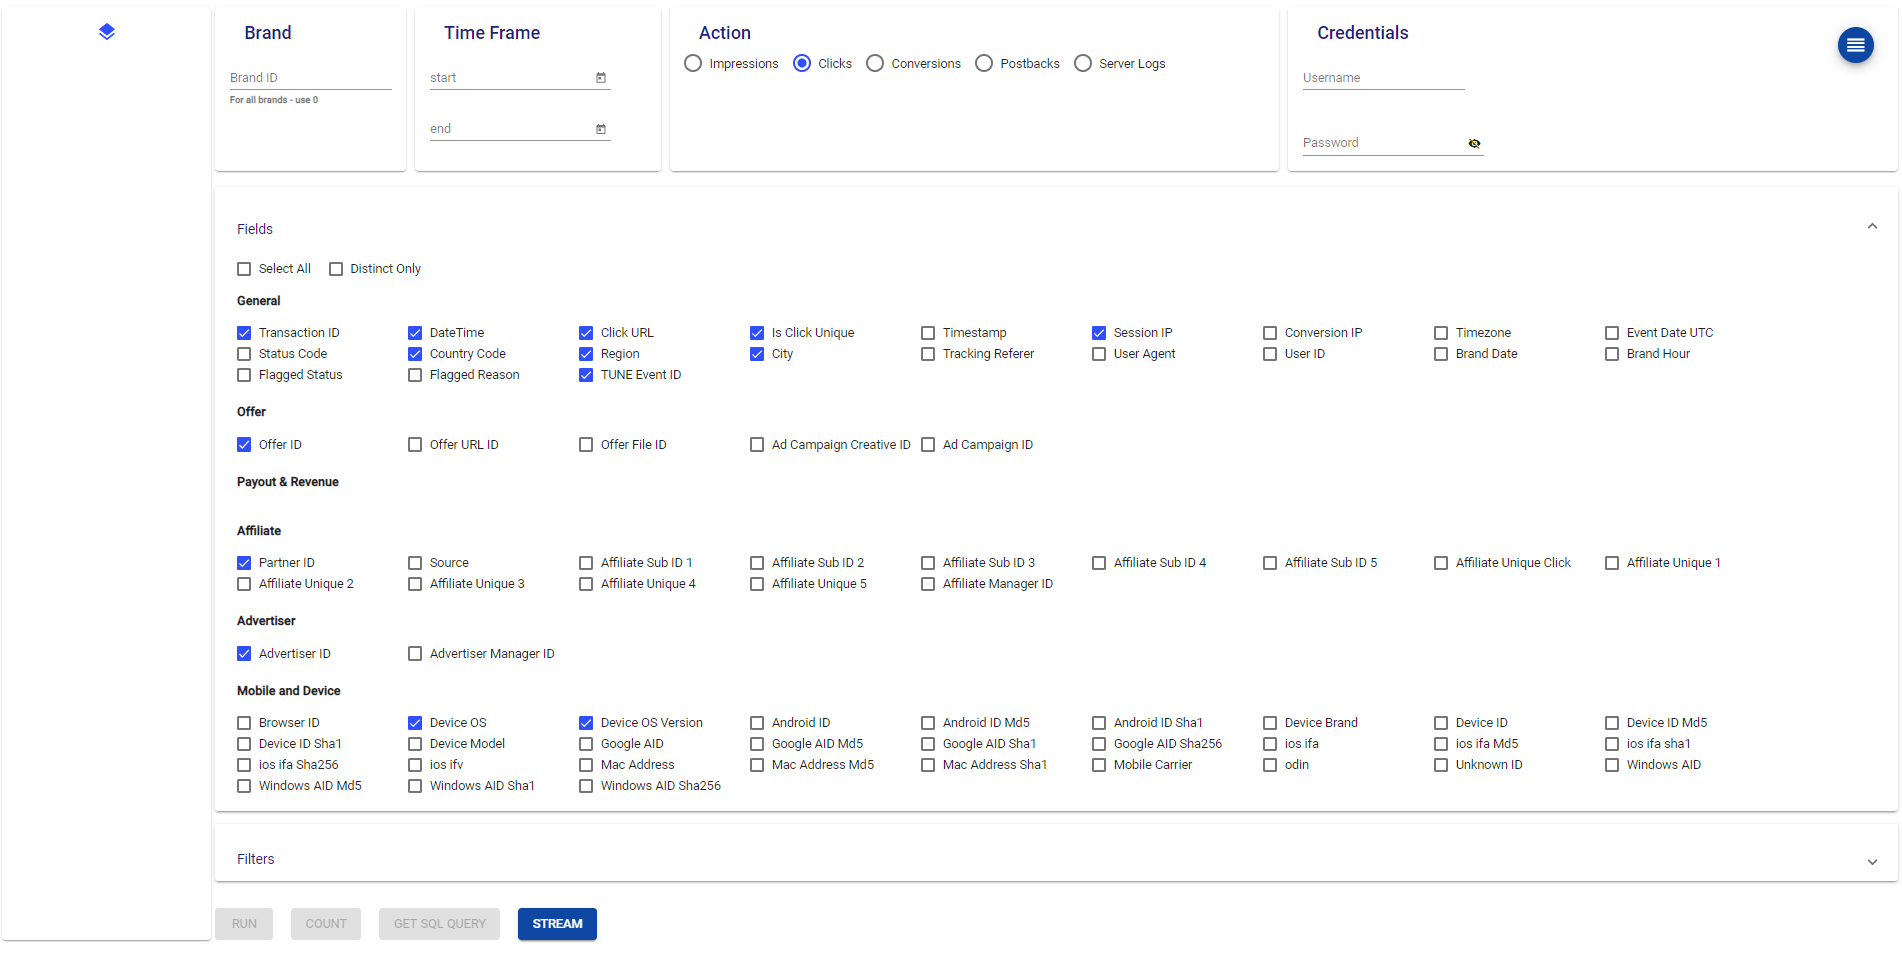 Brand
Brand ID
For all brands - use 0
Time Frame
start
end
Action
Impressions Clicks Conversions Postbacks Server Logs
Credentials
Username
Password
Fields
Select All Distinct Only
General
Transaction ID DateTime Click URL Is Click Unique Timestamp Session IP Conversion IP Timezone Event Date UTC
Status Code Country Code Region City Tracking Referer User Agent User ID Brand Date Brand Hour
Flagged Status Flagged Reason TUNE Event ID
Offer
Offer ID Offer URL ID Offer File ID Ad Campaign Creative ID Ad Campaign ID
Payout & Revenue
Affiliate
Partner ID Source Affiliate Sub ID 1 Affiliate Sub ID 2 Affiliate Sub ID 3 Affiliate Sub ID 4 Affiliate Sub ID 5 Affiliate Unique Click Affiliate Unique 1
Affiliate Unique 2 Affiliate Unique 3 Affiliate Unique 4 Affiliate Unique 5 Affiliate Manager ID
Advertiser
Advertiser ID Advertiser Manager ID
Mobile and Device
Browser ID Device OS Device OS Version Android ID Android ID Md5 Android ID Sha1 Device Brand Device ID Device ID Md5
Device ID Sha1 Device Model Google AID Google AID Md5 Google AID Sha1 Google AID Sha256 ios ifa ios ifa Md5 ios ifa sha1
ios ifa Sha256 ios ifv Mac Address Mac Address Md5 Mac Address Sha1 Mobile Carrier odin Unknown ID Windows AID
Windows AID Md5 Windows AID Sha1 Windows AID Sha256
Filters
RUN COUNT GET SQL QUERY STREAM